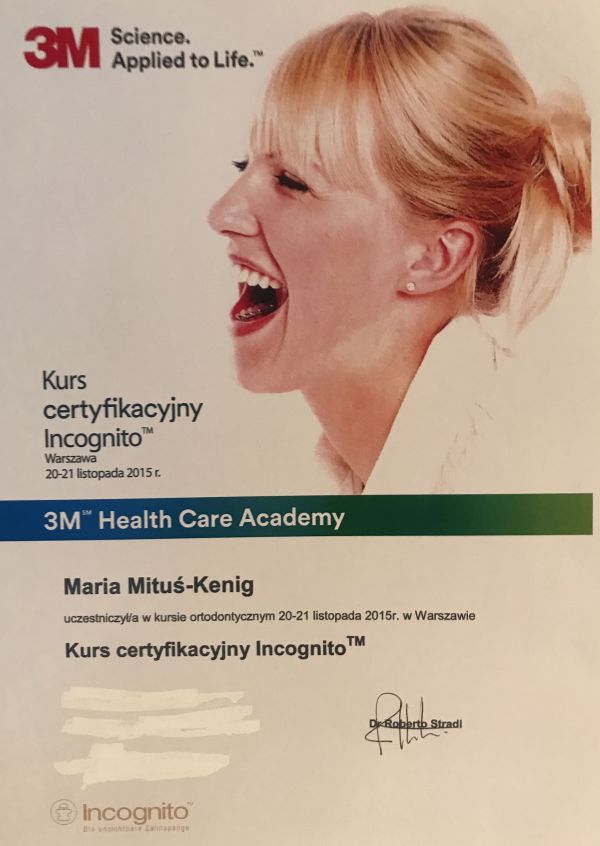 3M Science.
Applied to Life.™
Kurs
certyfikacyjny
Incognito™
Warszawa
20-21 listopada 2015 r.
3M℠ Health Care Academy
Maria Mituś-Kenig
uczestniczył/a w kursie ortodontycznym 20-21 listopada 2015r. w Warszawie
Kurs certyfikacyjny Incognito™
Dr Roberto Stradi
Incognito™
Die unsichtbare Zahnspange